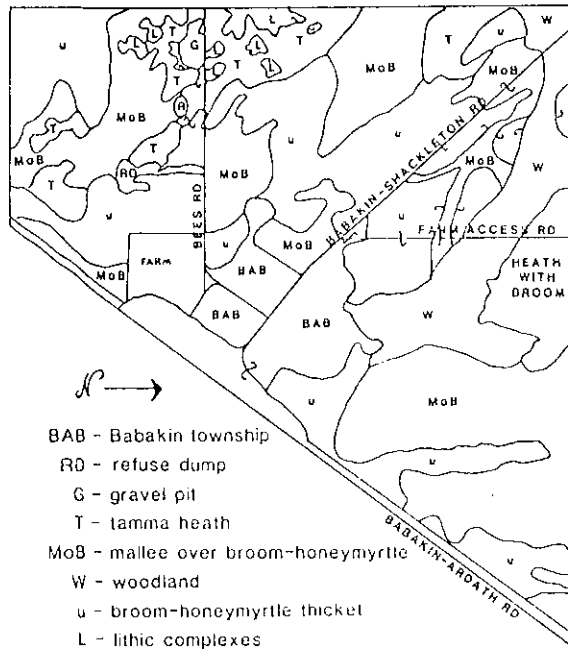 u
T
L
L
L
T
G
T
L
T
L
L
T
T
u
W
MoB
MoB
MoB
A
u
T
T
MoB
RD
MoB
MoB
T
u
W
BEES RD
BABAKIN-SHACKLETON RD
u
MoB
u
FARM ACCESS RD
FARM
MoB
BAB
HEATH
WITH
BROOM
BAB
BAB
W
u
MoB
u
u
BABAKIN-ARDATH RD
N
BAB - Babakin township
RD - refuse dump
G - gravel pit
T - tamma heath
MoB - mallee over broom-honeymyrtle
W - woodland
u - broom-honeymyrtle thicket
L - lithic complexes